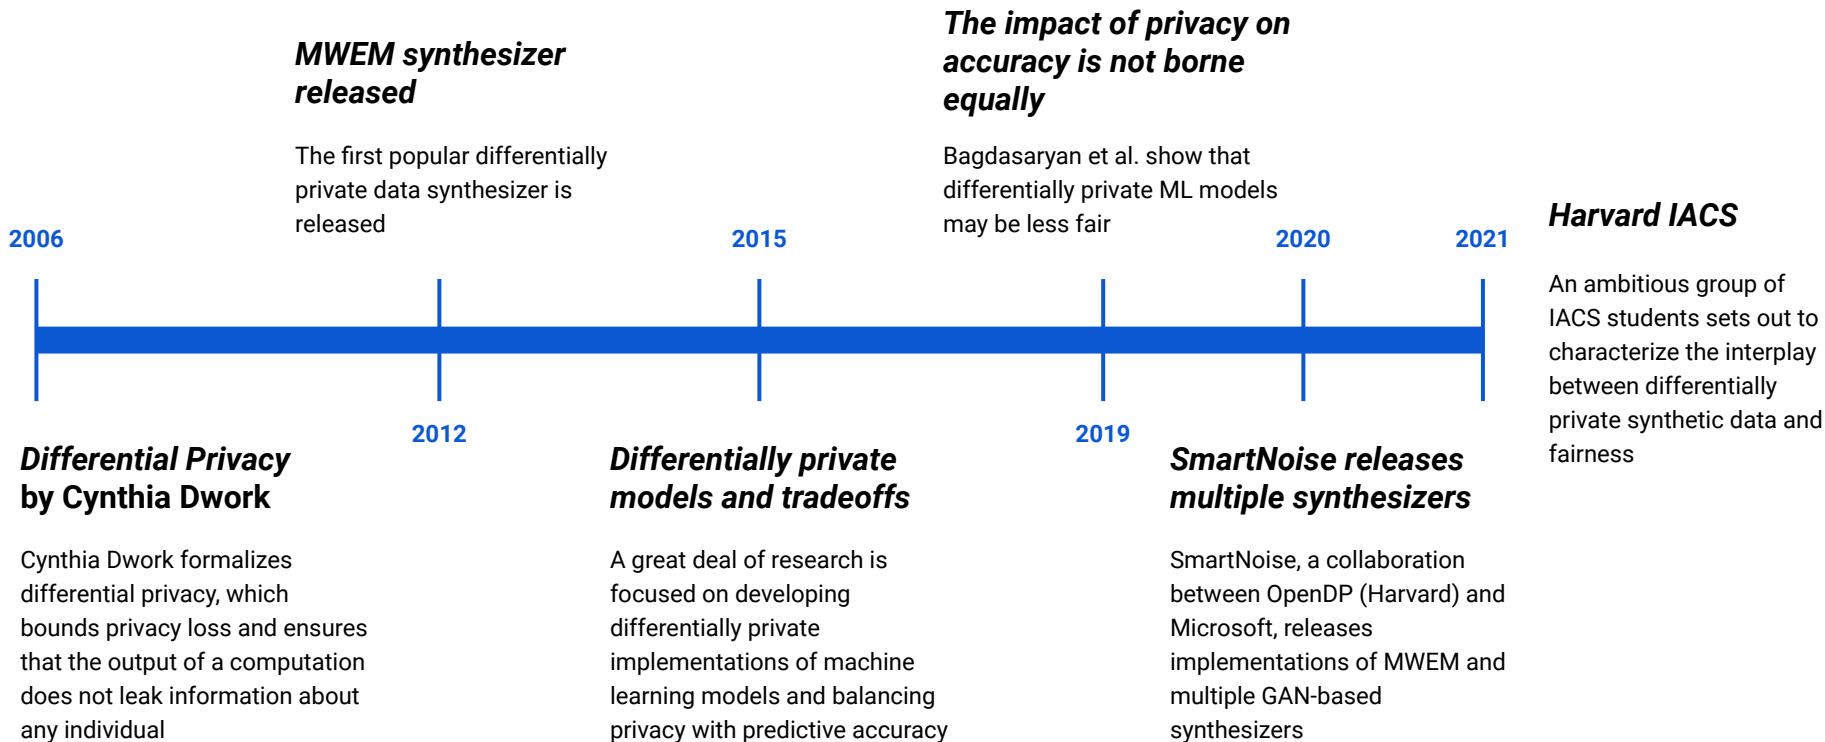 2006
Differential Privacy
by Cynthia Dwork
Cynthia Dwork formalizes
differential privacy, which
bounds privacy loss and ensures
that the output of a computation
does not leak information about
any individual
MWEM synthesizer
released
The first popular differentially
private data synthesizer is
released
2012
2015
Differentially private
models and tradeoffs
A great deal of research is
focused on developing
differentially private
implementations of machine
learning models and balancing
privacy with predictive accuracy
The impact of privacy on
accuracy is not borne
equally
Bagdasaryan et al. show that
differentially private ML models
may be less fair
2019
2020
SmartNoise releases
multiple synthesizers
SmartNoise, a collaboration
between OpenDP (Harvard) and
Microsoft, releases
implementations of MWEM and
multiple GAN-based
synthesizers
2021
Harvard IACS
An ambitious group of
IACS students sets out to
characterize the interplay
between differentially
private synthetic data and
fairness